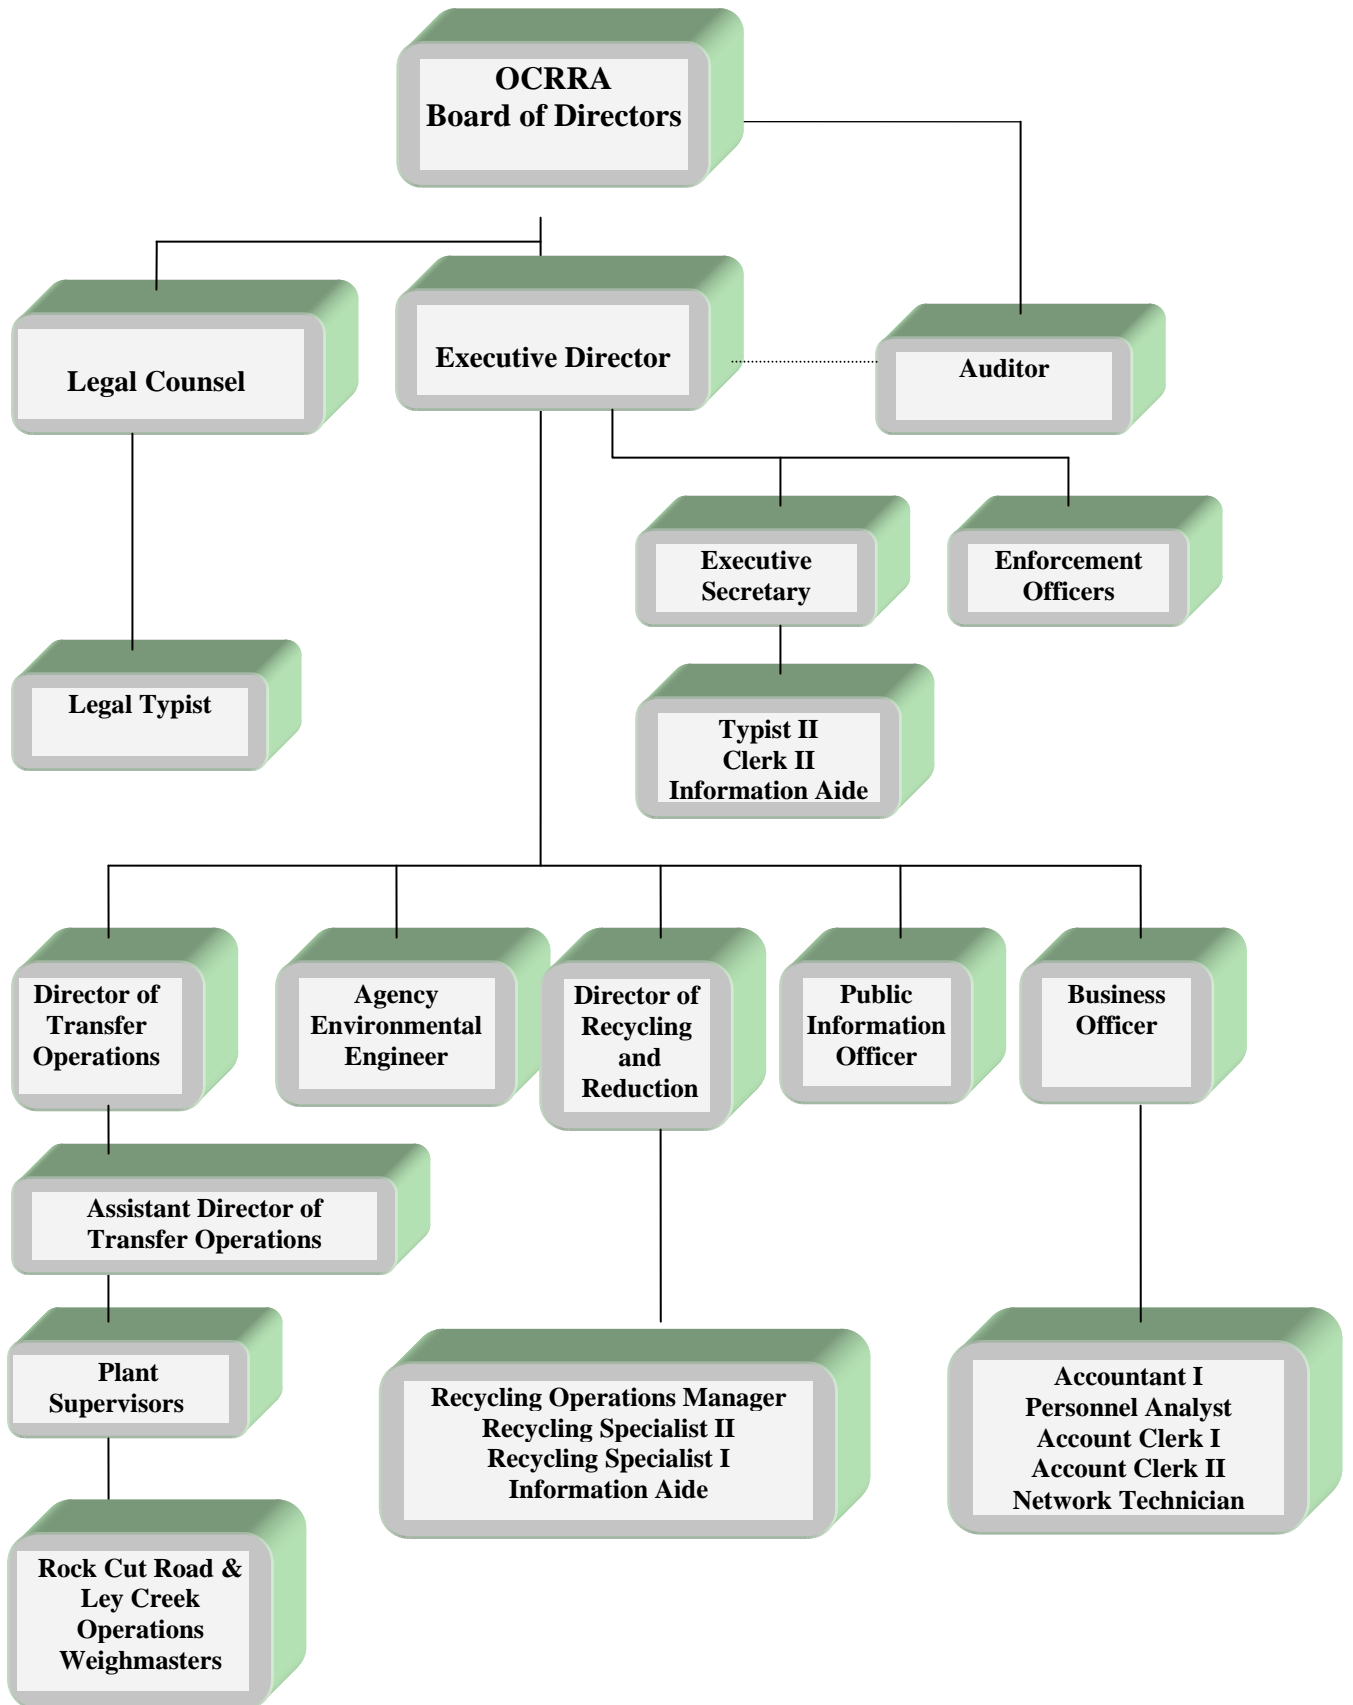 OCRRA
Board of Directors
Legal Counsel
Executive Director
Auditor
Executive
Secretary
Enforcement
Officers
Legal Typist
Typist II
Clerk II
Information Aide
Director of
Transfer
Operations
Agency
Environmental
Engineer
Director of
Recycling
and
Reduction
Public
Information
Officer
Business
Officer
Assistant Director of
Transfer Operations
Plant
Supervisors
Recycling Operations Manager
Recycling Specialist II
Recycling Specialist I
Information Aide
Accountant I
Personnel Analyst
Account Clerk I
Account Clerk II
Network Technician
Rock Cut Road &
Ley Creek
Operations
Weighmasters